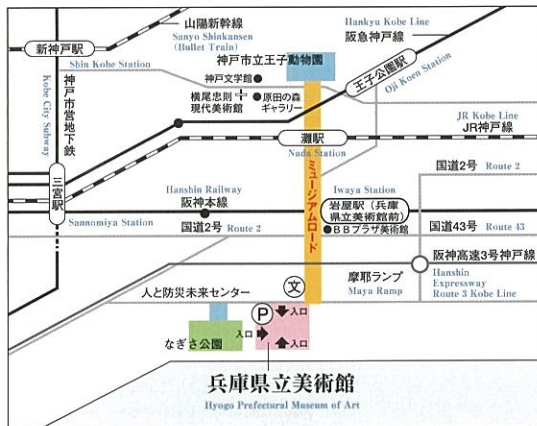 山陽新幹線
Sanyo Shinkansen
(Bullet Train)
Hankyu Kobe Line
阪急神戸線
新神戸駅
Shin Kobe Station
神戸市立王子動物園
神戸文学館
横尾忠則
現代美術館
原田の森
ギャラリー
王子公園駅
Oji Koen Station
神戸市営地下鉄
Kobe City Subway
JR Kobe Line
JR神戸線
灘駅
Nada Station
ミュージアムロード
国道2号 Route 2
三宮駅
Sannomiya Station
Hanshin Railway
阪神本線
Iwaya Station
岩屋駅(兵庫
県立美術館前)
BBプラザ美術館
国道2号 Route 2
国道43号 Route 43
阪神高速3号神戸線
Hanshin
Expressway
Route 3 Kobe Line
摩耶ランプ
Maya Ramp
人と防災未来センター
文
P
入口
入口
入口
なぎさ公園
兵庫県立美術館
Hyogo Prefectural Museum of Art